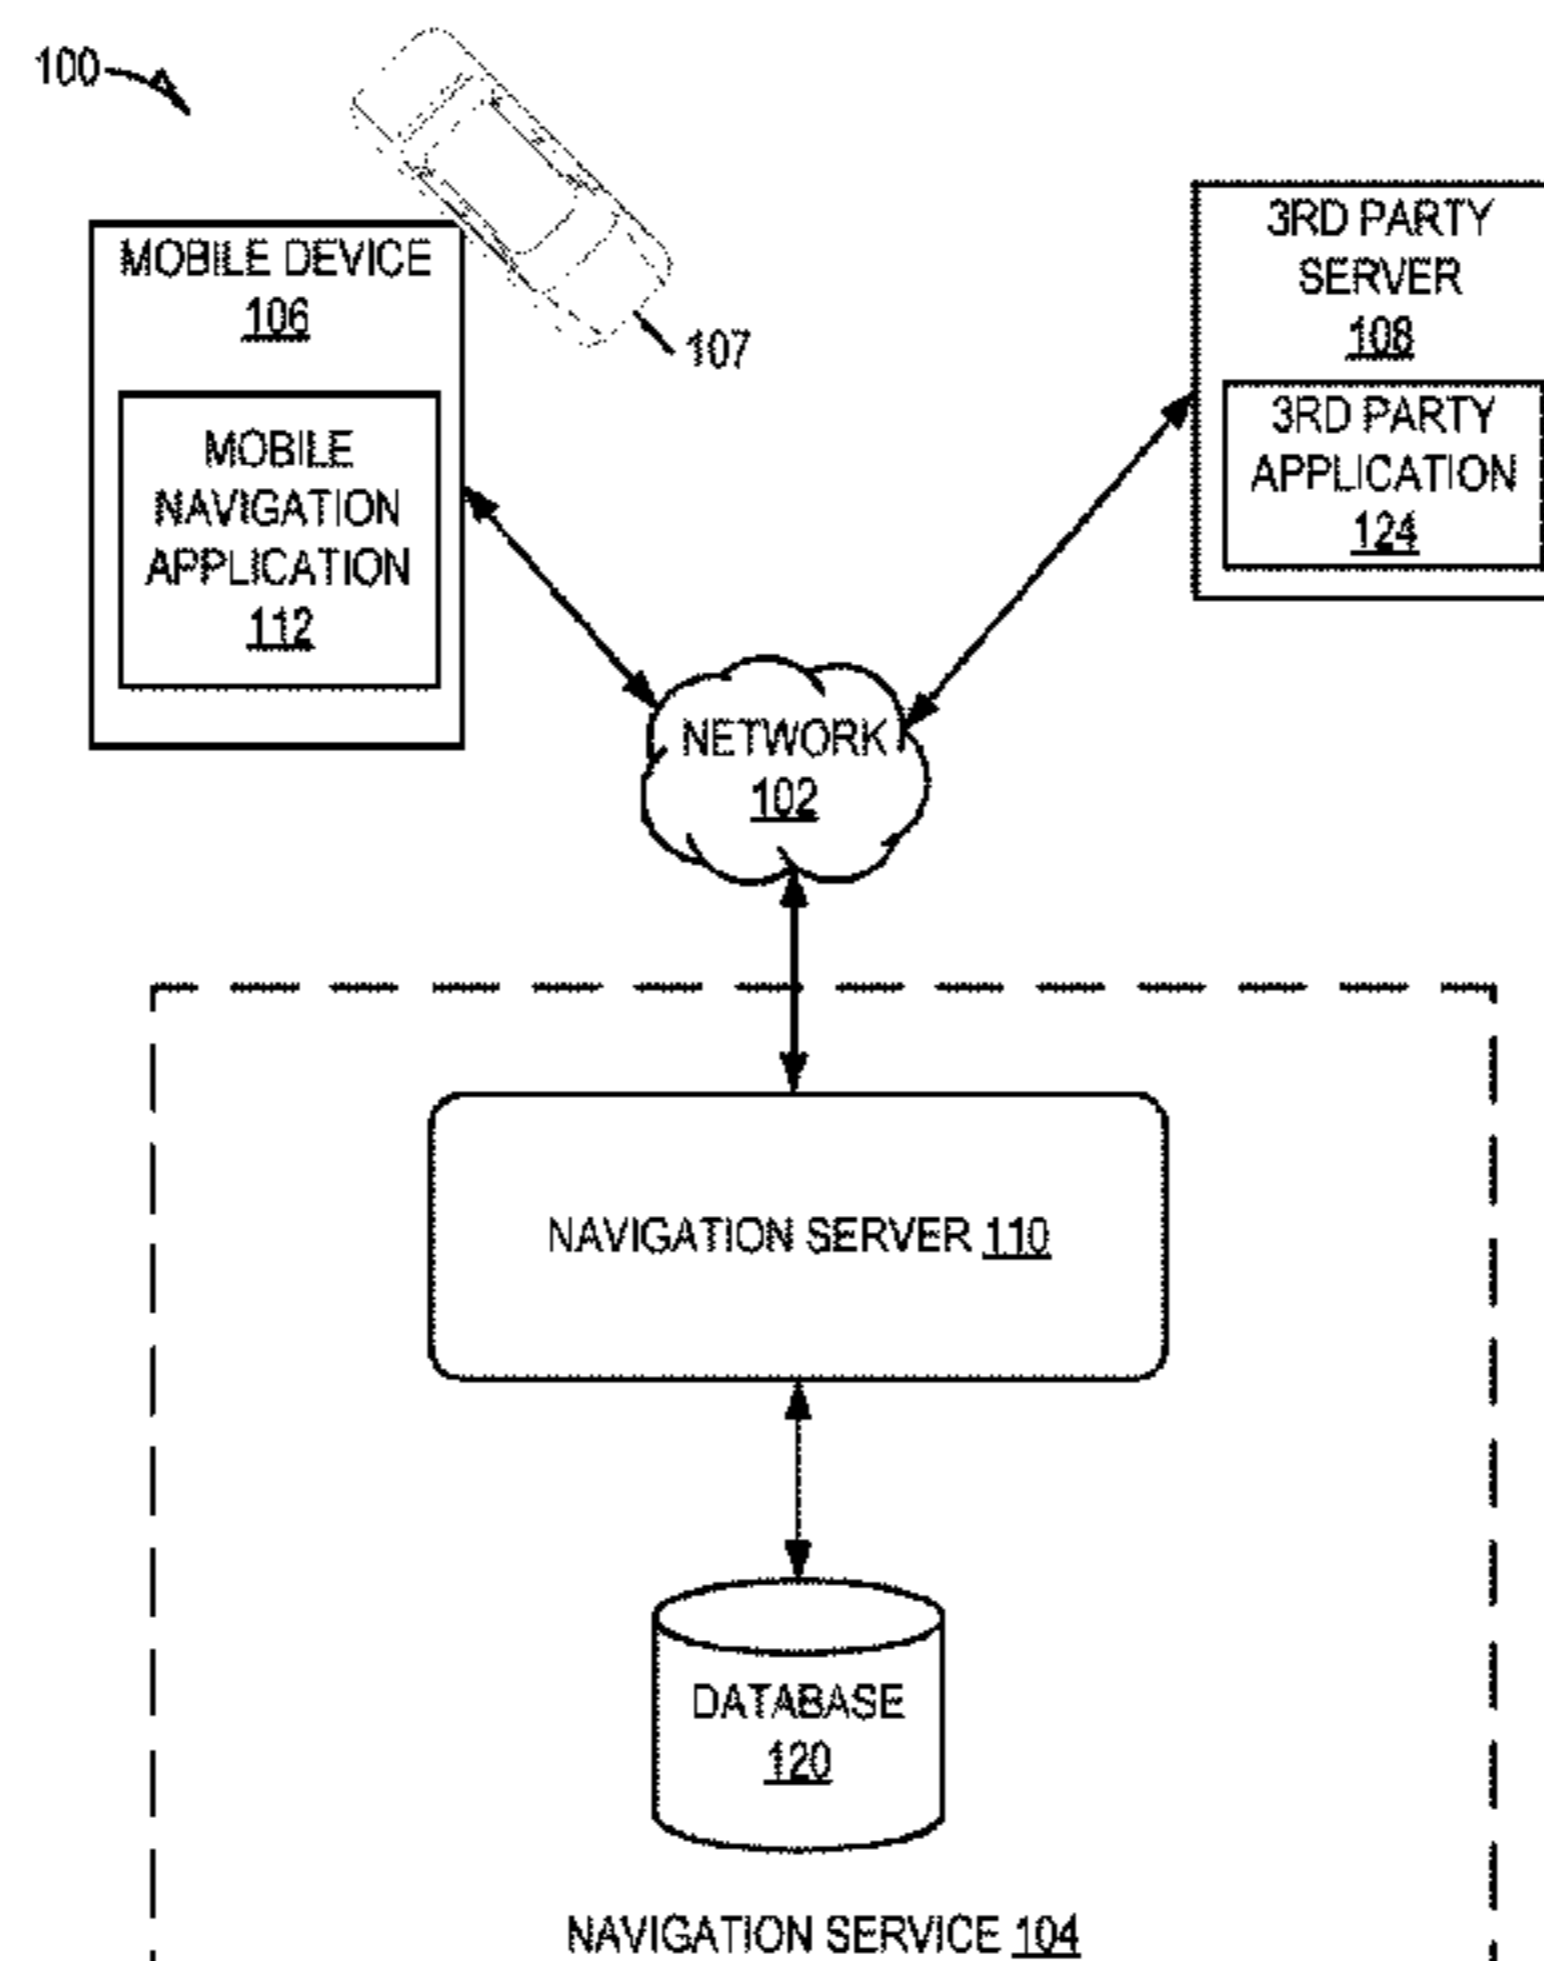 100
MOBILE DEVICE
106
107
MOBILE
NAVIGATION
APPLICATION
112
3RD PARTY
SERVER
108
3RD PARTY
APPLICATION
124
NETWORK
102
NAVIGATION SERVER 110
DATABASE
120
NAVIGATION SERVICE 104